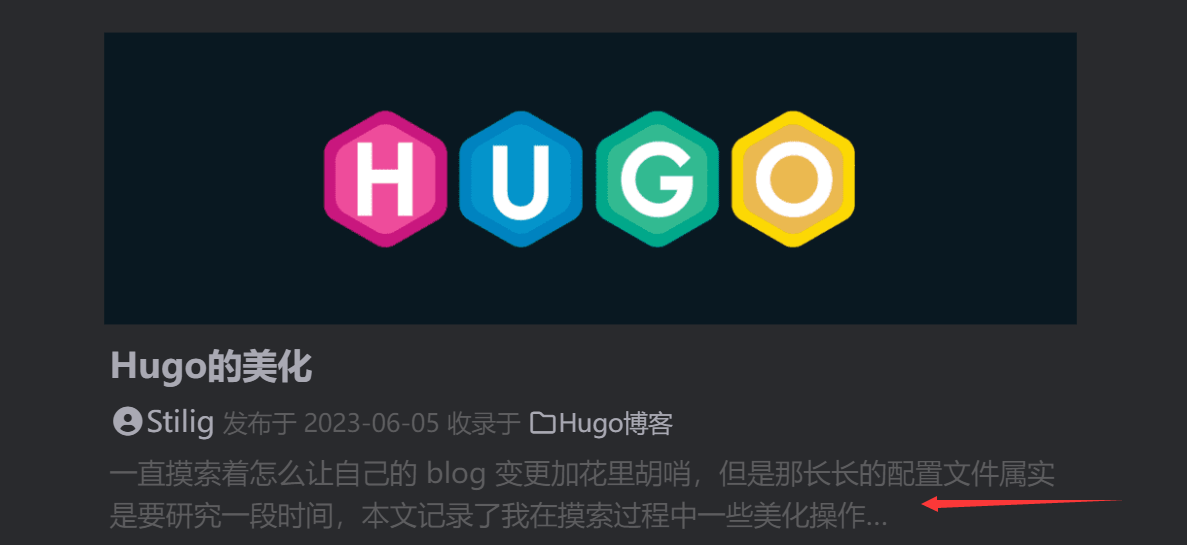 HUGO
Hugo的美化
Stilig 发布于 2023-06-05 收录于 Hugo博客
一直摸索着怎么让自己的 blog 变更加花里胡哨，但是那长长的配置文件属实
是要研究一段时间，本文记录了我在摸索过程中一些美化操作...